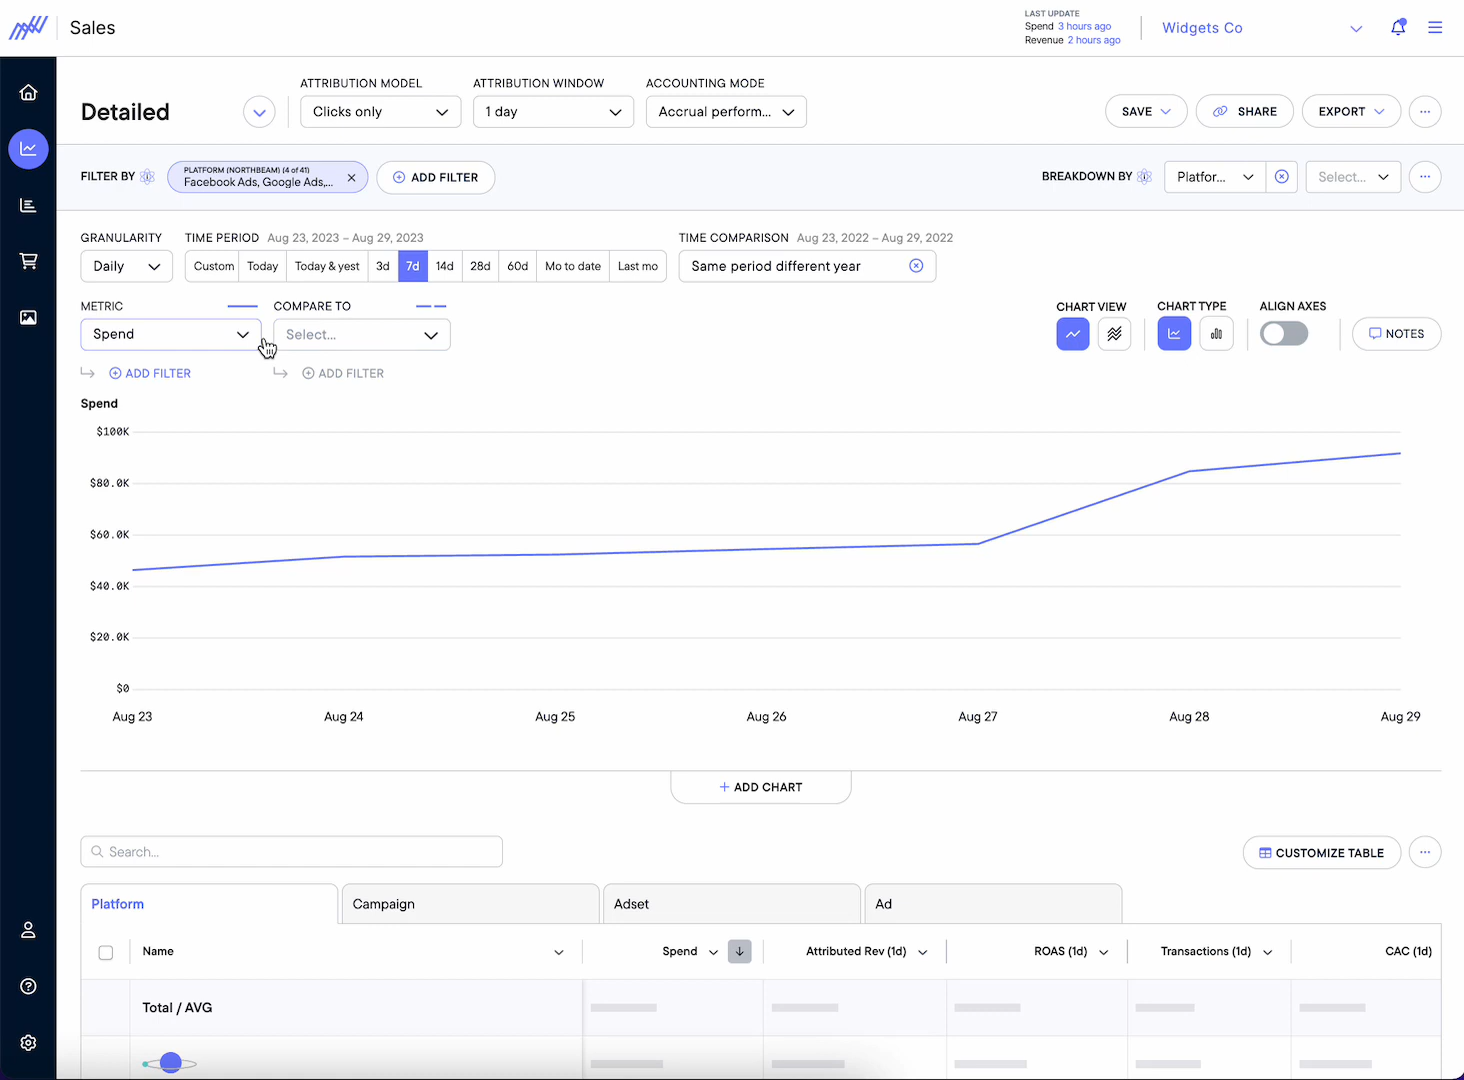 Sales
LAST UPDATE
Spend 3 hours ago
Revenue 2 hours ago
Widgets Co
Detailed
ATTRIBUTION MODEL
Clicks only
ATTRIBUTION WINDOW
1 day
ACCOUNTING MODE
Accrual perform...
SAVE
SHARE
EXPORT
FILTER BY
PLATFORM (NORTHBEAM) (4 of 41)
Facebook Ads, Google Ads,...
ADD FILTER
BREAKDOWN BY
Platfor...
Select...
GRANULARITY
Daily
TIME PERIOD Aug 23, 2023 – Aug 29, 2023
Custom Today Today & yest 3d 7d 14d 28d 60d Mo to date Last mo
TIME COMPARISON Aug 23, 2022 – Aug 29, 2022
Same period different year
METRIC
Spend
COMPARE TO
Select...
ADD FILTER
ADD FILTER
CHART VIEW
CHART TYPE
ALIGN AXES
NOTES
Spend
$100K
$80.0K
$60.0K
$40.0K
$20.0K
$0
Aug 23 Aug 24 Aug 25 Aug 26 Aug 27 Aug 28 Aug 29
+ ADD CHART
Search...
CUSTOMIZE TABLE
Platform Campaign Adset Ad
Name Spend Attributed Rev (1d) ROAS (1d) Transactions (1d) CAC (1d)
Total / AVG